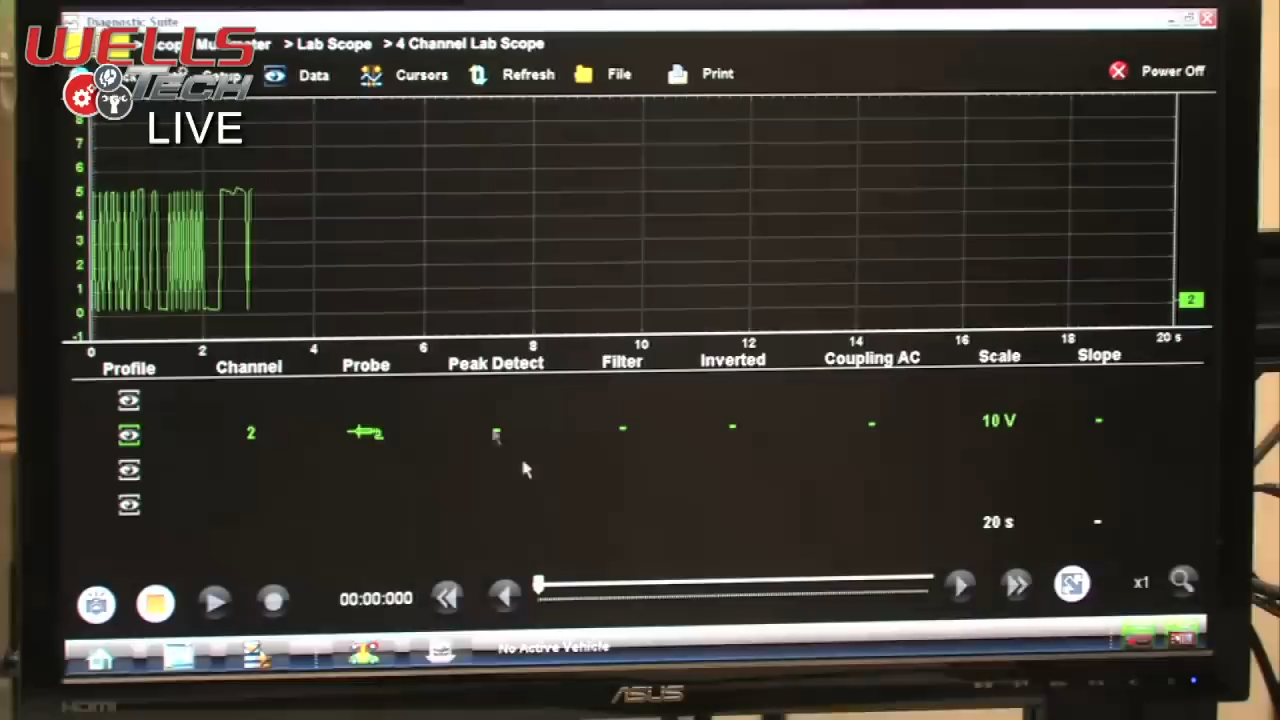 Diagnostic Suite
WELLS
TECH
LIVE
> Lab Scope > 4 Channel Lab Scope
Data Cursors Refresh File Print Power Off
8
7
6
5
4
3
2
1
0
-1
2
0 2 4 6 8 10 12 14 16 18 20 s
Profile Channel Probe Peak Detect Filter Inverted Coupling AC Scale Slope
2 - - - - 10 V -
20 s -
00:00:000 x1
No Active Vehicle
ASUS
HDMI